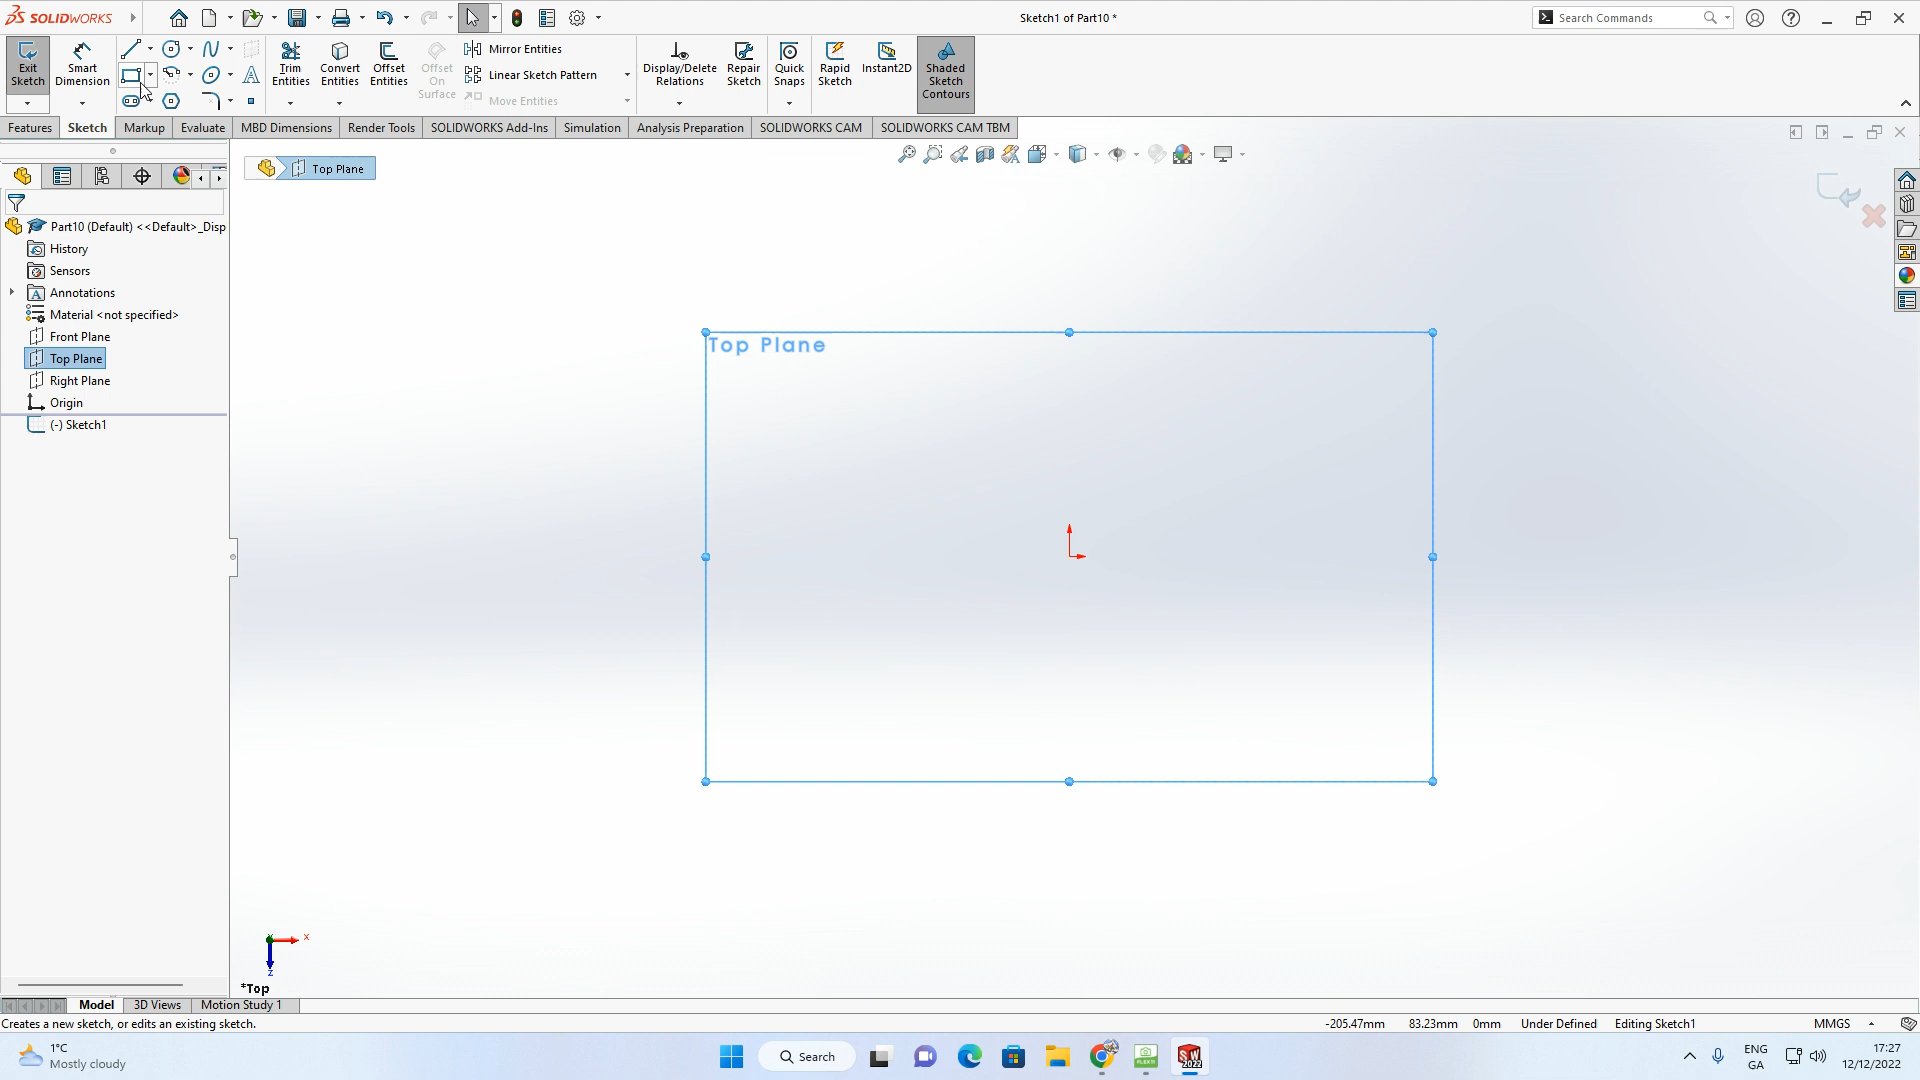 SOLIDWORKS
Sketch1 of Part10 *
Search Commands
Exit Sketch
Smart Dimension
Trim Entities
Convert Entities
Offset Entities
Offset On Surface
Mirror Entities
Linear Sketch Pattern
Move Entities
Display/Delete Relations
Repair Sketch
Quick Snaps
Rapid Sketch
Instant2D
Shaded Sketch Contours
Features
Sketch
Markup
Evaluate
MBD Dimensions
Render Tools
SOLIDWORKS Add-Ins
Simulation
Analysis Preparation
SOLIDWORKS CAM
SOLIDWORKS CAM TBM
Top Plane
Part10 (Default) <<Default>_Disp
History
Sensors
Annotations
Material <not specified>
Front Plane
Top Plane
Right Plane
Origin
(-) Sketch1
Top Plane
X
Z
*Top
Model
3D Views
Motion Study 1
Creates a new sketch, or edits an existing sketch.
-205.47mm
83.23mm
0mm
Under Defined
Editing Sketch1
MMGS
1°C
Mostly cloudy
Search
SW
2022
ENG
GA
17:27
12/12/2022